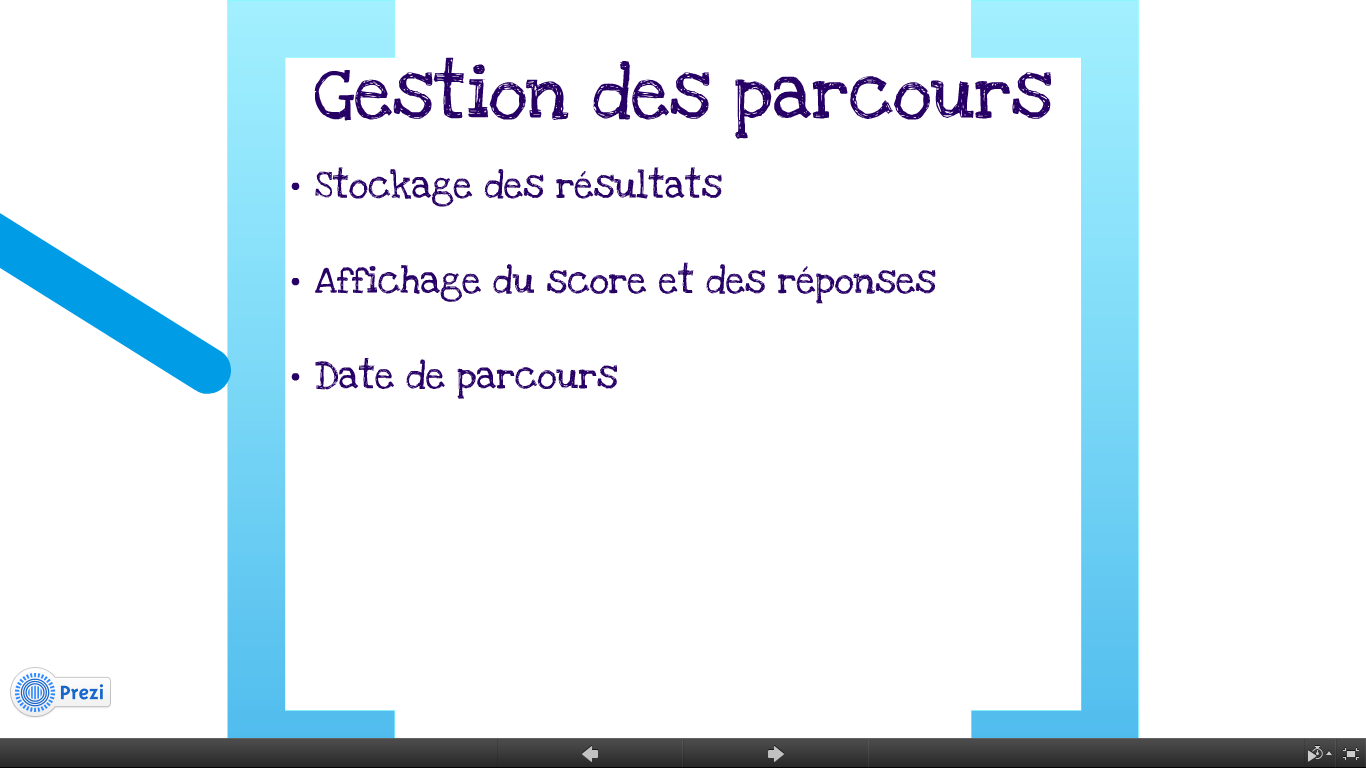 Gestion des parcours
• Stockage des résultats
• Affichage du score et des réponses
• Date de parcours
Prezi